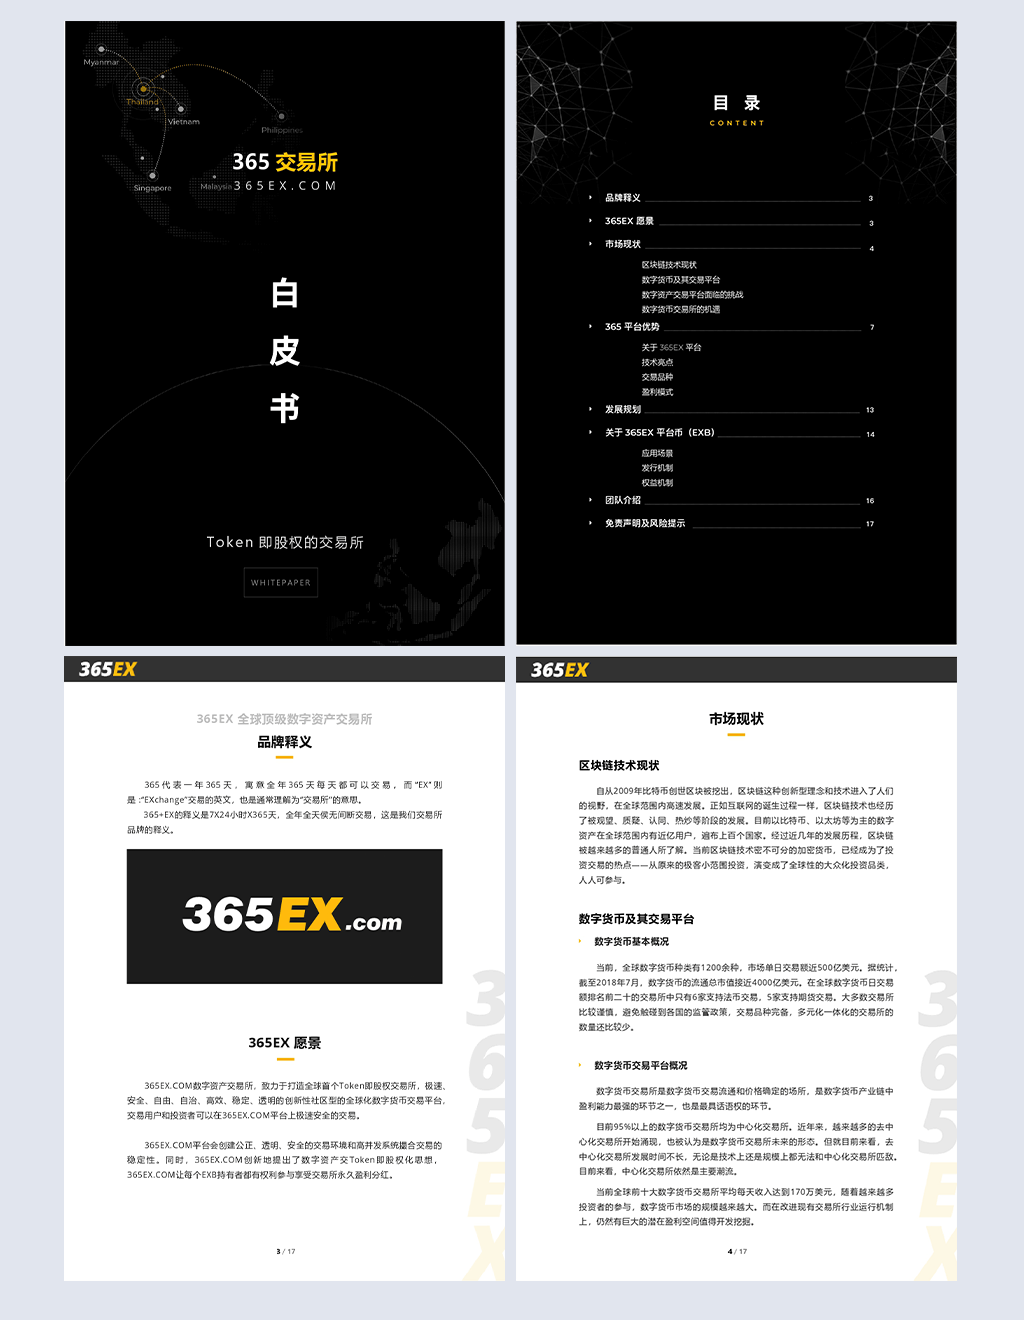 Myanmar
Thailand
Vietnam
Philippines
Singapore
Malaysia
365 交易所
365EX.COM
白
皮
书
Token 即股权的交易所
WHITEPAPER
目 录
CONTENT
品牌释义 3
365EX 愿景 3
市场现状 4
区块链技术现状
数字货币及其交易平台
数字资产交易平台面临的挑战
数字货币交易所的机遇
365 平台优势 7
关于 365EX 平台
技术亮点
交易品种
盈利模式
发展规划 13
关于 365EX 平台币（EXB） 14
应用场景
发行机制
权益机制
团队介绍 16
免责声明及风险提示 17
365EX
365EX 全球顶级数字资产交易所
品牌释义
365代表一年365天，寓意全年365天每天都可以交易，而“EX”则
是：“EXchange”交易的英文，也是通常理解为“交易所”的意思。
365+EX的释义是7X24小时X365天，全年全天侯无间断交易，这是我们交易所
品牌的释义。
365EX.com
365EX 愿景
365EX.COM数字资产交易所，致力于打造全球首个Token即股权交易所，极速、
安全、自由、自治、高效、稳定、透明的创新性社区型的全球化数字货币交易平台，
交易用户和投资者可以在365EX.COM平台上极速安全的交易。
365EX.COM平台会创建公正、透明、安全的交易环境和高并发系统撮合交易的
稳定性。同时，365EX.COM创新地提出了数字资产交Token即股权化思想，
365EX.COM让每个EXB持有者都有权利参与享受交易所永久盈利分红。
3 / 17
365EX
365EX
市场现状
区块链技术现状
自从2009年比特币创世区块被挖出，区块链这种创新型理念和技术进入了人们
的视野，在全球范围内高速发展。正如互联网的诞生过程一样，区块链技术也经历
了被观望、质疑、认同、热炒等阶段的发展。目前以比特币、以太坊等为主的数字
资产在全球范围内有近亿用户，遍布上百个国家。经过近几年的发展历程，区块链
被越来越多的普通人所了解。当前区块链技术密不可分的加密货币，已经成为了投
资交易的热点——从原来的极客小范围投资，演变成了全球性的大众化投资品类，
人人可参与。
数字货币及其交易平台
数字货币基本概况
当前，全球数字货币种类有1200余种，市场单日交易额近500亿美元。据统计，
截至2018年7月，数字货币的流通总市值接近4000亿美元。在全球数字货币日交易
额排名前二十的交易所中只有6家支持法币交易，5家支持期货交易。大多数交易所
比较谨慎，避免触碰到各国的监管政策，交易品种完备，多元化一体化的交易所的
数量还比较少。
数字货币交易平台概况
数字货币交易所是数字货币交易流通和价格确定的场所，是数字货币产业链中
盈利能力最强的环节之一，也是最具话语权的环节。
目前95%以上的数字货币交易所均为中心化交易所。近年来，越来越多的去中
心化交易所开始涌现，也被认为是数字货币交易所未来的形态。但就目前来看，去
中心化交易所发展时间不长，无论是技术上还是规模上都无法和中心化交易所匹敌。
目前来看，中心化交易所依然是主要潮流。
当前全球前十大数字货币交易所平均每天收入达到170万美元，随着越来越多
投资者的参与，数字货币市场的规模越来越大。而在改进现有交易所行业运行机制
上，仍然有巨大的潜在盈利空间值得开发挖掘。
4 / 17
365EX